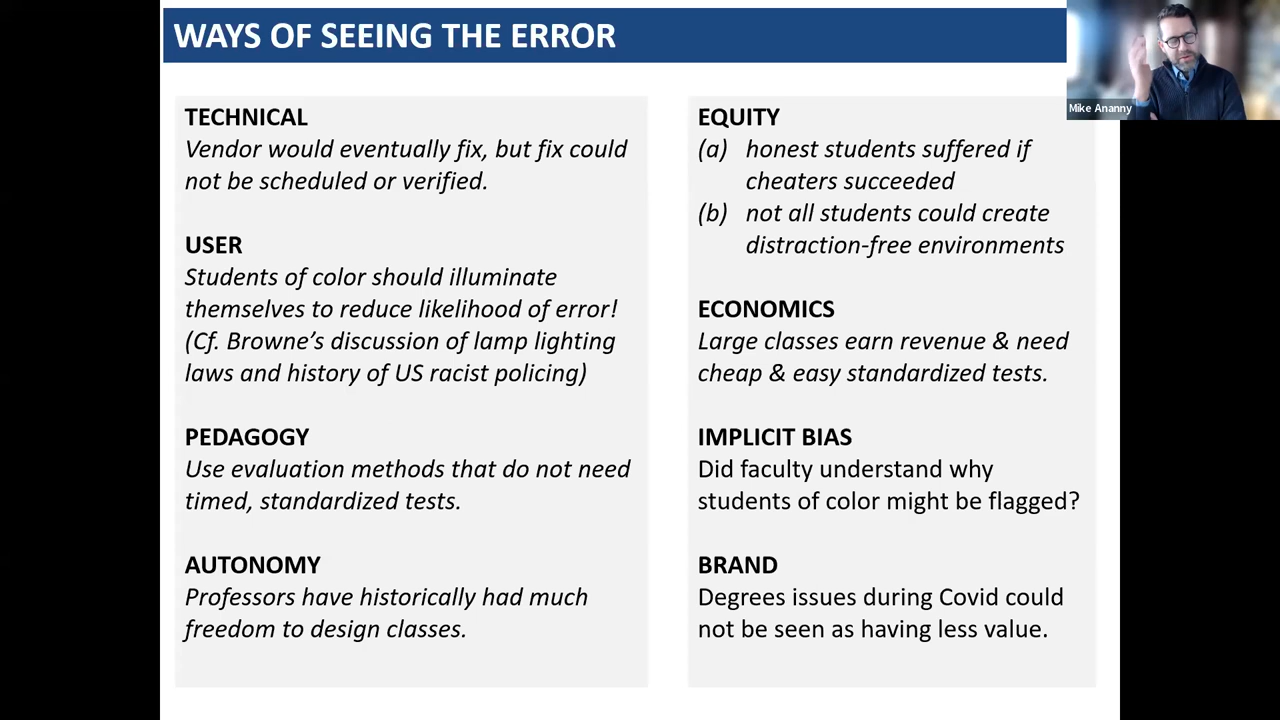 WAYS OF SEEING THE ERROR
Mike Ananny
TECHNICAL
Vendor would eventually fix, but fix could
not be scheduled or verified.
USER
Students of color should illuminate
themselves to reduce likelihood of error!
(Cf. Browne’s discussion of lamp lighting
laws and history of US racist policing)
PEDAGOGY
Use evaluation methods that do not need
timed, standardized tests.
AUTONOMY
Professors have historically had much
freedom to design classes.
EQUITY
(a) honest students suffered if
cheaters succeeded
(b) not all students could create
distraction-free environments
ECONOMICS
Large classes earn revenue & need
cheap & easy standardized tests.
IMPLICIT BIAS
Did faculty understand why
students of color might be flagged?
BRAND
Degrees issues during Covid could
not be seen as having less value.